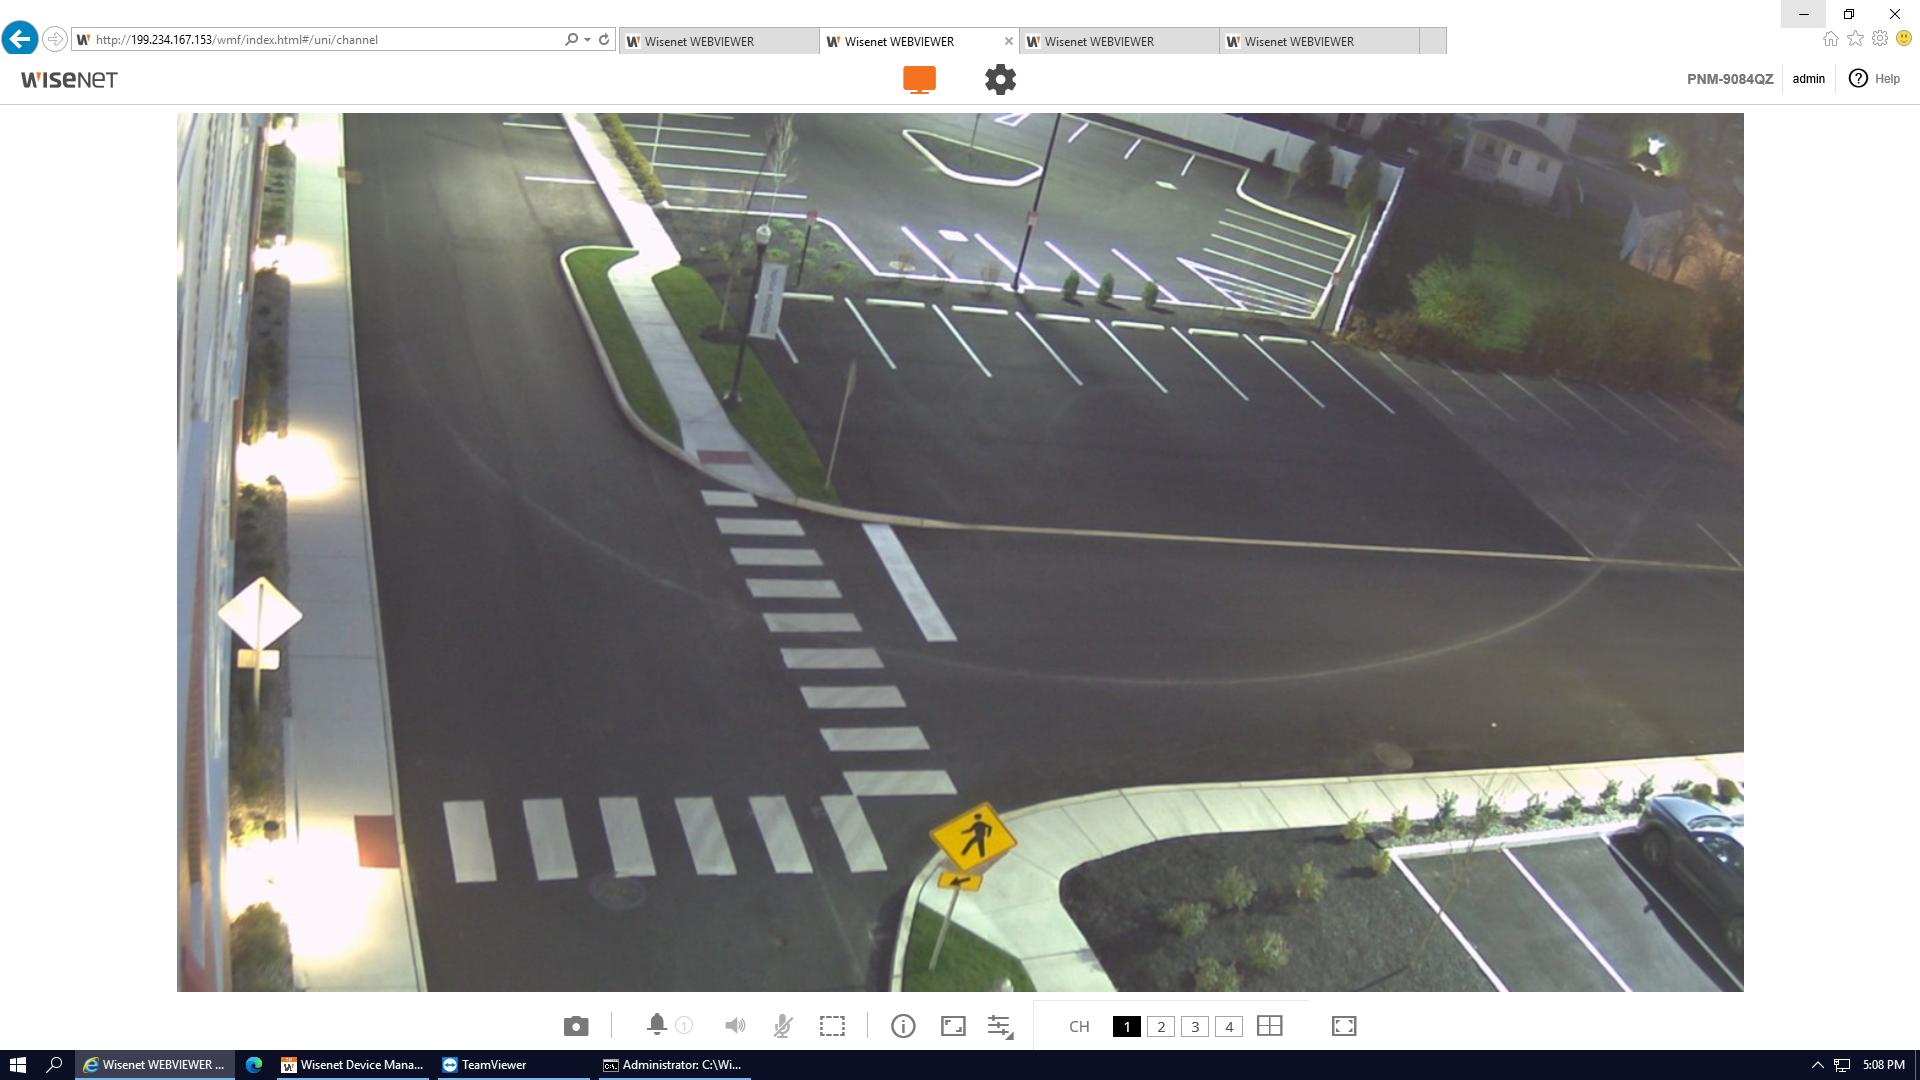 http://199.234.167.153/wmf/index.html#/uni/channel
Wisenet WEBVIEWER
Wisenet WEBVIEWER
Wisenet WEBVIEWER
Wisenet WEBVIEWER
WISENET
PNM-9084QZ
admin
? Help
1
CH
1
2
3
4
Wisenet WEBVIEWER ...
Wisenet Device Mana...
TeamViewer
Administrator: C:\Wi...
5:08 PM